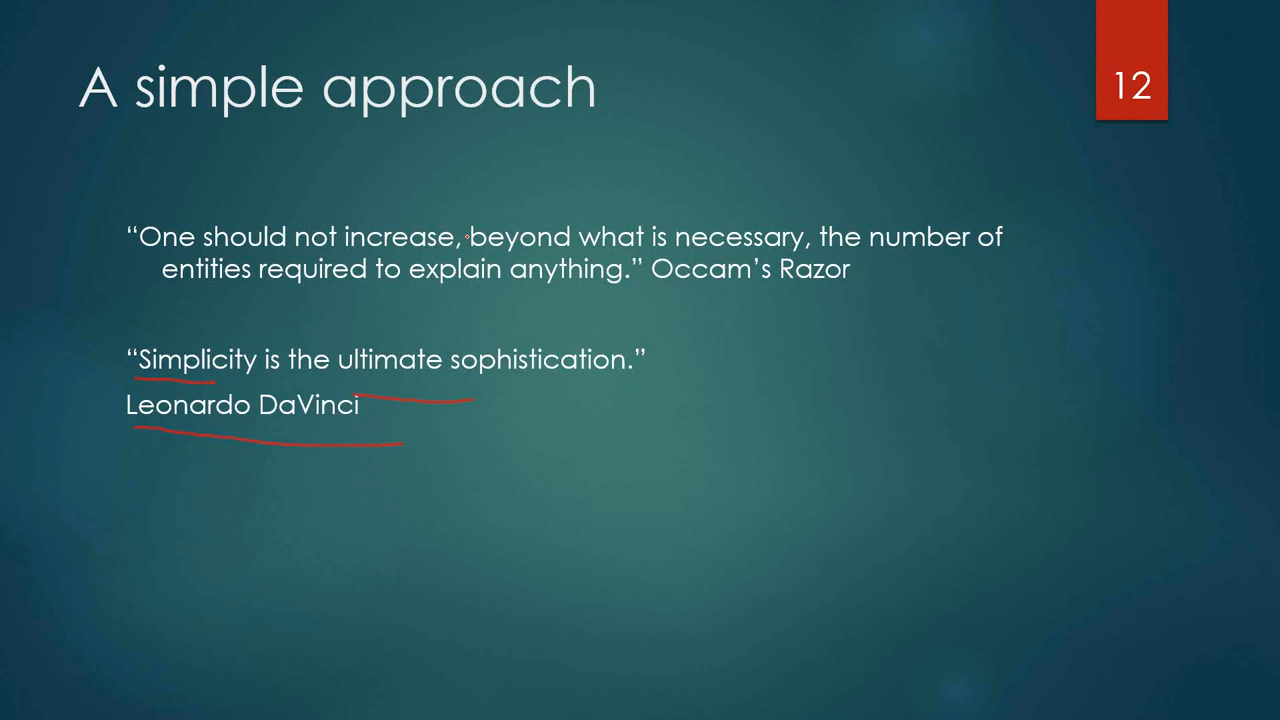 A simple approach
12
“One should not increase, beyond what is necessary, the number of
entities required to explain anything.” Occam’s Razor
“Simplicity is the ultimate sophistication.”
Leonardo DaVinci